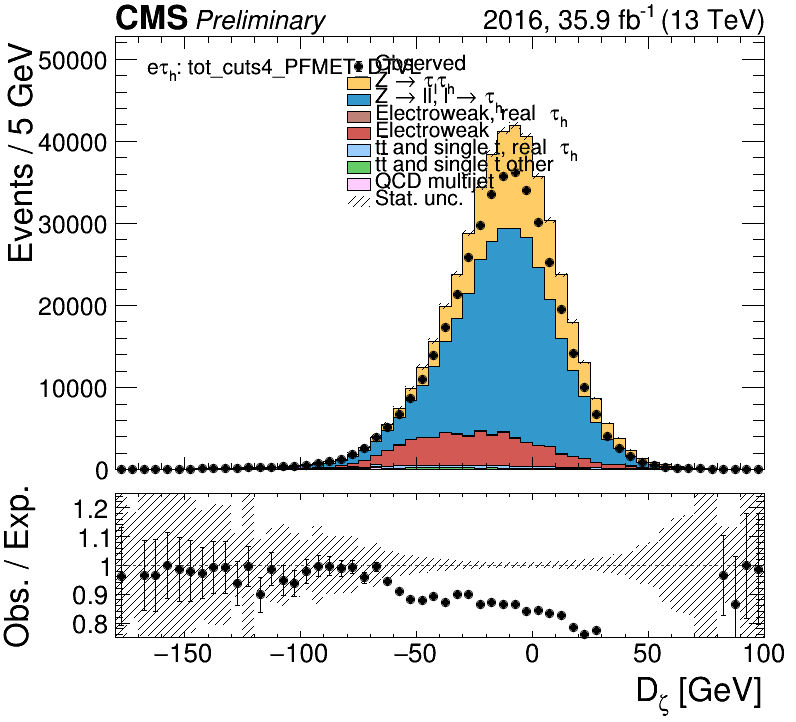 CMS Preliminary 2016, 35.9 fb⁻¹ (13 TeV)
Events / 5 GeV
50000
40000
30000
20000
10000
0
eτh: tot_cuts4_PFMET
Observed
Z → τlτh
Z → ll, l → τh
Electroweak, real τh
Electroweak
tt̄ and single t, real τh
tt̄ and single t other
QCD multijet
Stat. unc.
Obs. / Exp.
1.2
1.1
1
0.9
0.8
−150 −100 −50 0 50 100
Dζ [GeV]